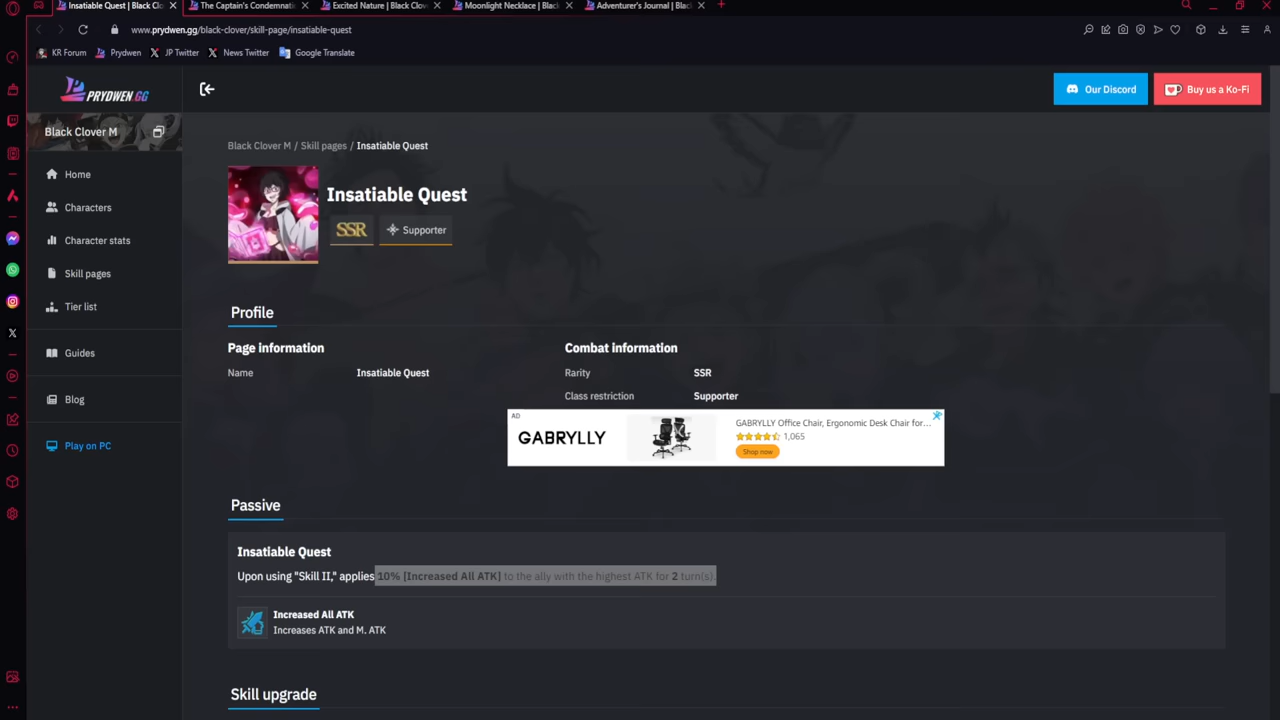 Insatiable Quest | Black Cl
The Captain's Condemnati
Excited Nature | Black Clov
Moonlight Necklace | Black
Adventurer's Journal | Blac
www.prydwen.gg/black-clover/skill-page/insatiable-quest
KR Forum
Prydwen
JP Twitter
News Twitter
Google Translate
PRYDWEN.GG
Our Discord
Buy us a Ko-Fi
Black Clover M
Home
Characters
Character stats
Skill pages
Tier list
Guides
Blog
Play on PC
Black Clover M / Skill pages / Insatiable Quest
Insatiable Quest
SSR
Supporter
Profile
Page information
Name Insatiable Quest
Combat information
Rarity SSR
Class restriction Supporter
AD
GABRYLLY
GABRYLLY Office Chair, Ergonomic Desk Chair for...
1,065
Shop now
Passive
Insatiable Quest
Upon using "Skill II," applies 10% [Increased All ATK] to the ally with the highest ATK for 2 turn(s).
Increased All ATK
Increases ATK and M. ATK
Skill upgrade